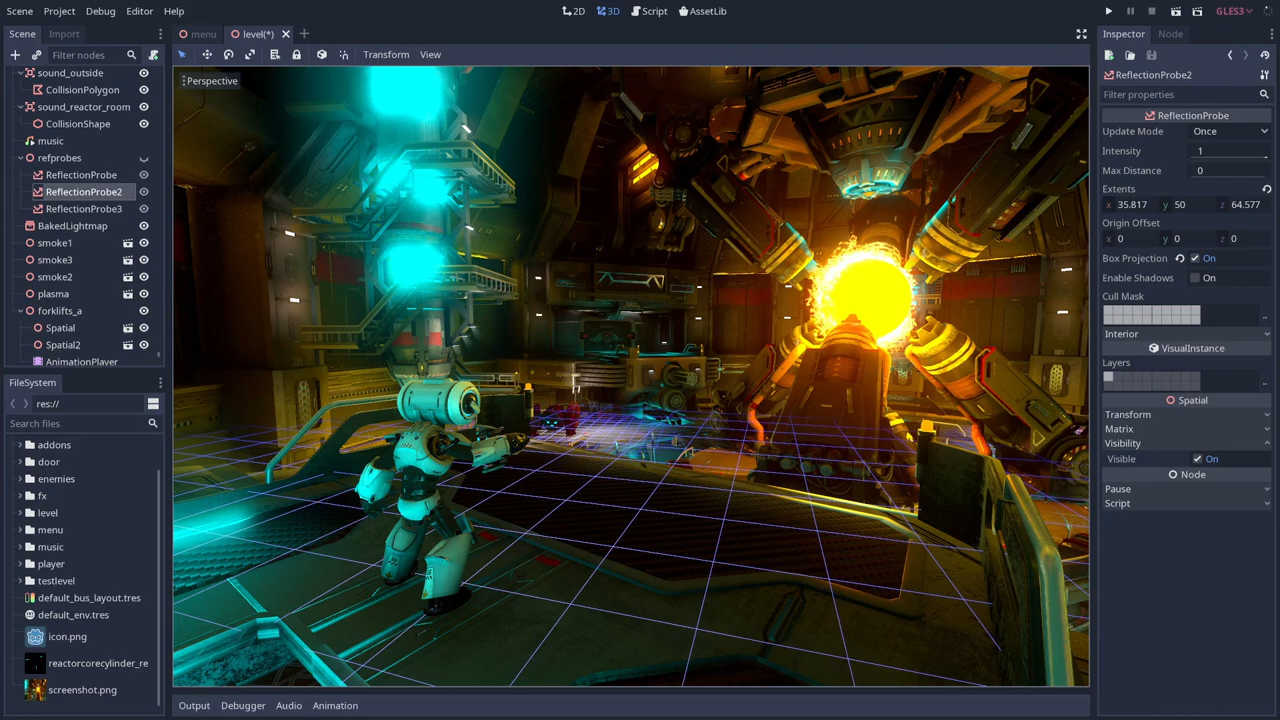 Scene Project Debug Editor Help
2D 3D Script AssetLib
GLES3
Scene Import
menu level(*)
Inspector Node
Filter nodes
Transform View
sound_outside
CollisionPolygon
sound_reactor_room
CollisionShape
music
refprobes
ReflectionProbe
ReflectionProbe2
ReflectionProbe3
BakedLightmap
smoke1
smoke3
smoke2
plasma
forklifts_a
Spatial
Spatial2
AnimationPlayer
FileSystem
res://
Search files
addons
door
enemies
fx
level
menu
music
player
testlevel
default_bus_layout.tres
default_env.tres
icon.png
reactorcorecylinder_re
screenshot.png
Perspective
Output Debugger Audio Animation
ReflectionProbe2
Filter properties
ReflectionProbe
Update Mode Once
Intensity 1
Max Distance 0
Extents
x 35.817 y 50 z 64.577
Origin Offset
x 0 y 0 z 0
Box Projection On
Enable Shadows On
Cull Mask
..
Interior
VisualInstance
Layers
..
Spatial
Transform
Matrix
Visibility
Visible On
Node
Pause
Script